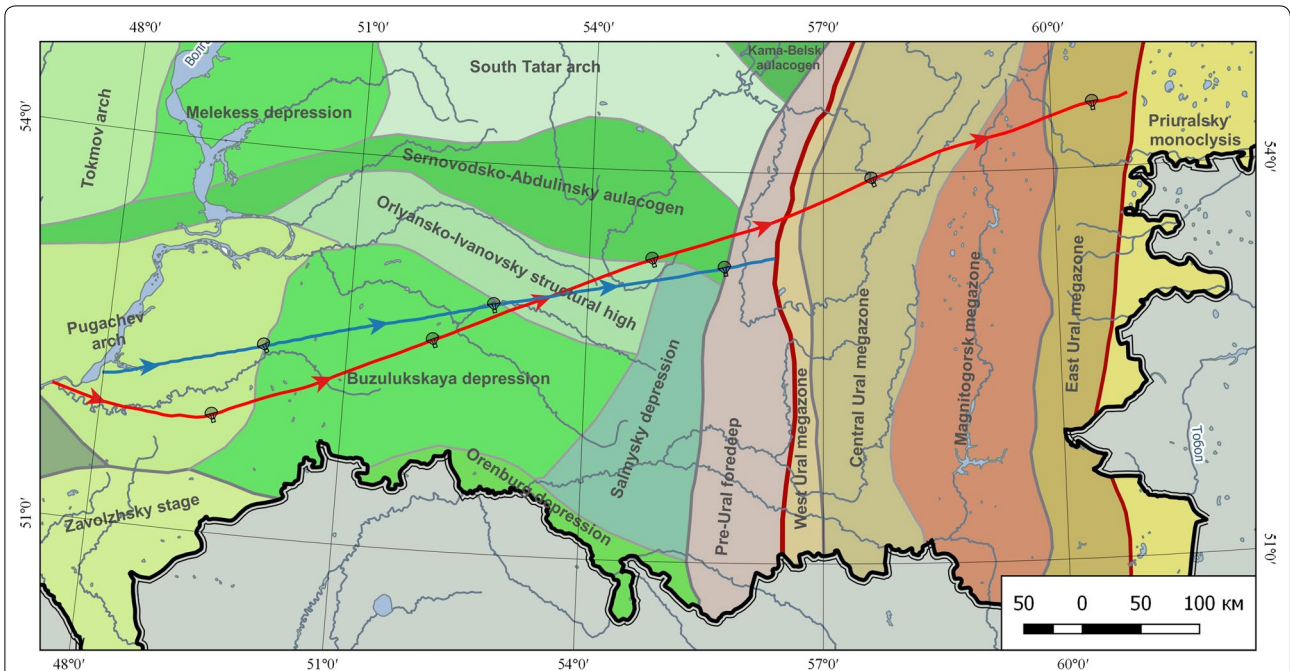 48°0' 51°0' 54°0' 57°0' 60°0'
Волга
Kama-Belsk
aulacogen
South Tatar arch
Melekess depression
54°0'
Tokmov arch
Priuralsky
monoclysis
54°0'
Sernovodsko-Abdulinsky aulacogen
Orlyansko-Ivanovsky structural high
Pugachev
arch
Buzulukskaya depression
Salmysky depression
Pre-Ural foredeep
West Ural megazone
Central Ural megazone
Magnitogorsk megazone
East Ural megazone
Тобол
Orenburg depression
Zavolzhsky stage
51°0'
51°0'
50 0 50 100 км
48°0' 51°0' 54°0' 57°0' 60°0'